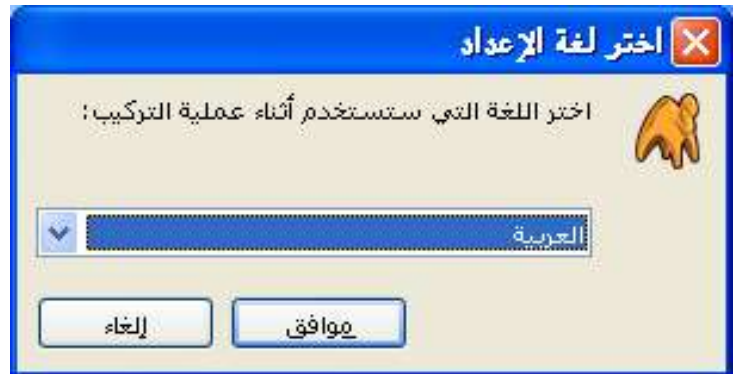 اختر لغة الإعداد
اختر اللغة التي ستستخدم أثناء عملية التركيب:
العربية
موافق
إلغاء